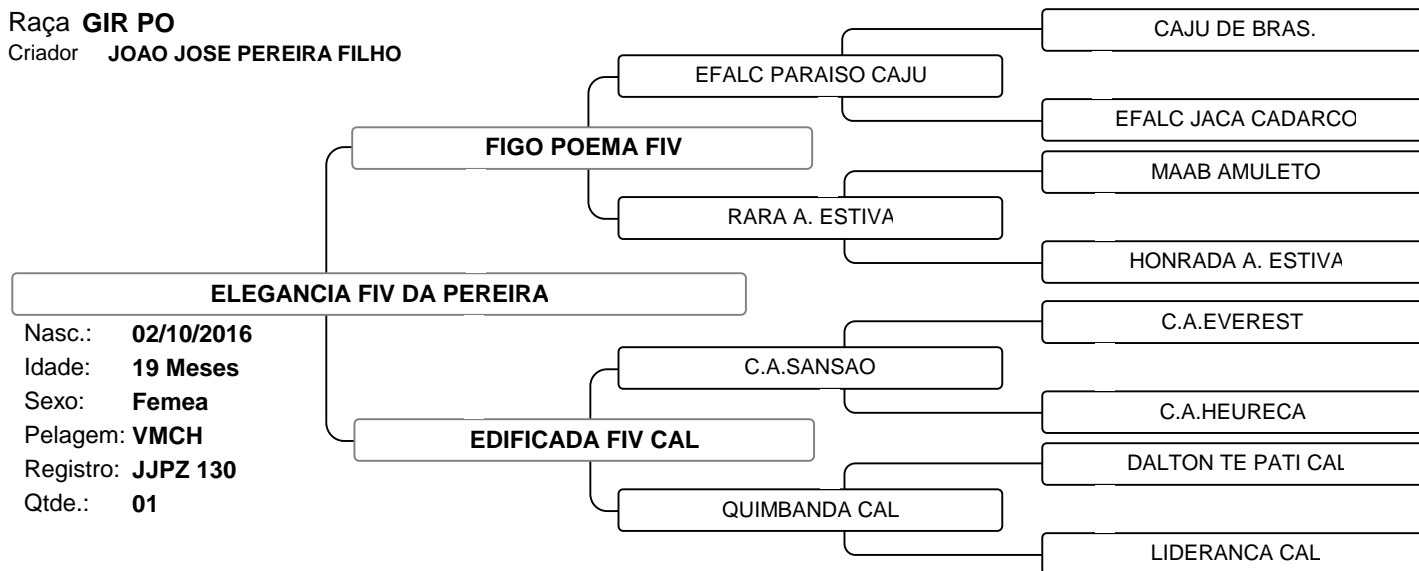 Raça GIR PO
Criador JOAO JOSE PEREIRA FILHO
CAJU DE BRAS.
EFALC PARAISO CAJU
EFALC JACA CADARCO
FIGO POEMA FIV
MAAB AMULETO
RARA A. ESTIVA
HONRADA A. ESTIVA
ELEGANCIA FIV DA PEREIRA
Nasc.: 02/10/2016
Idade: 19 Meses
Sexo: Femea
Pelagem: VMCH
Registro: JJPZ 130
Qtde.: 01
C.A.EVEREST
C.A.SANSAO
C.A.HEURECA
EDIFICADA FIV CAL
DALTON TE PATI CAL
QUIMBANDA CAL
LIDERANCA CAL